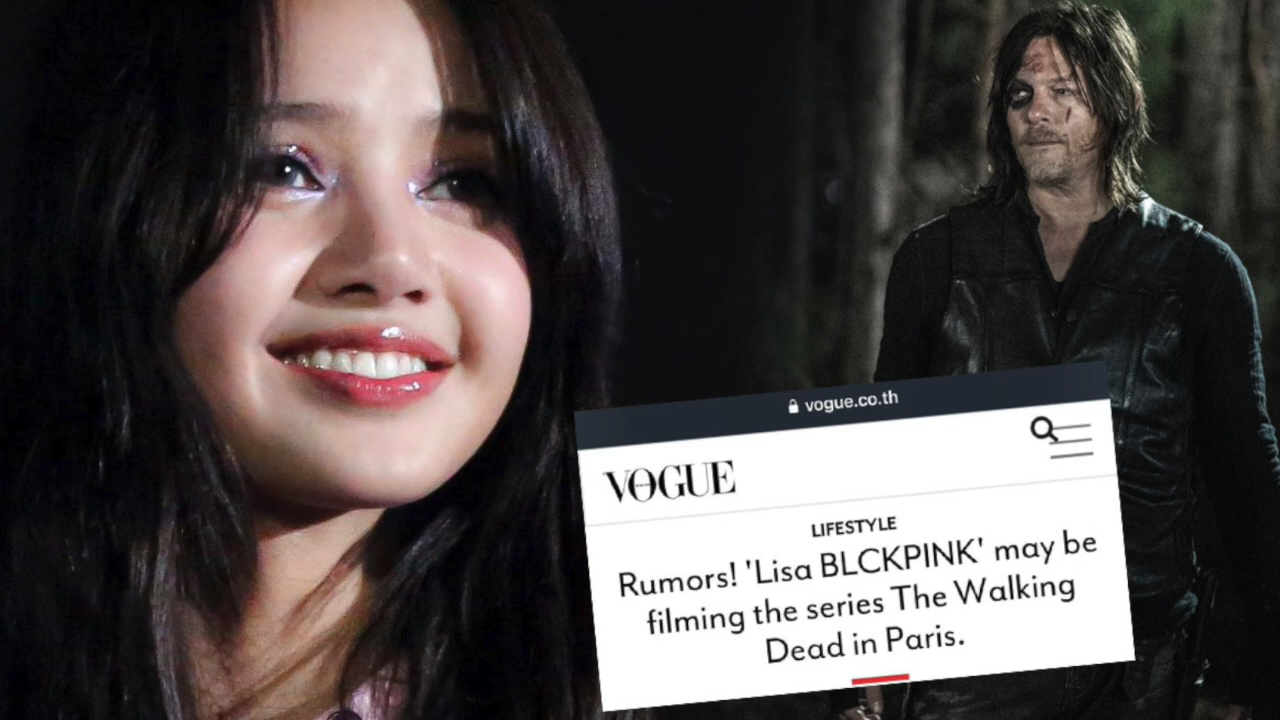 vogue.co.th
VOGUE
LIFESTYLE
Rumors! 'Lisa BLCKPINK' may be
filming the series The Walking
Dead in Paris.